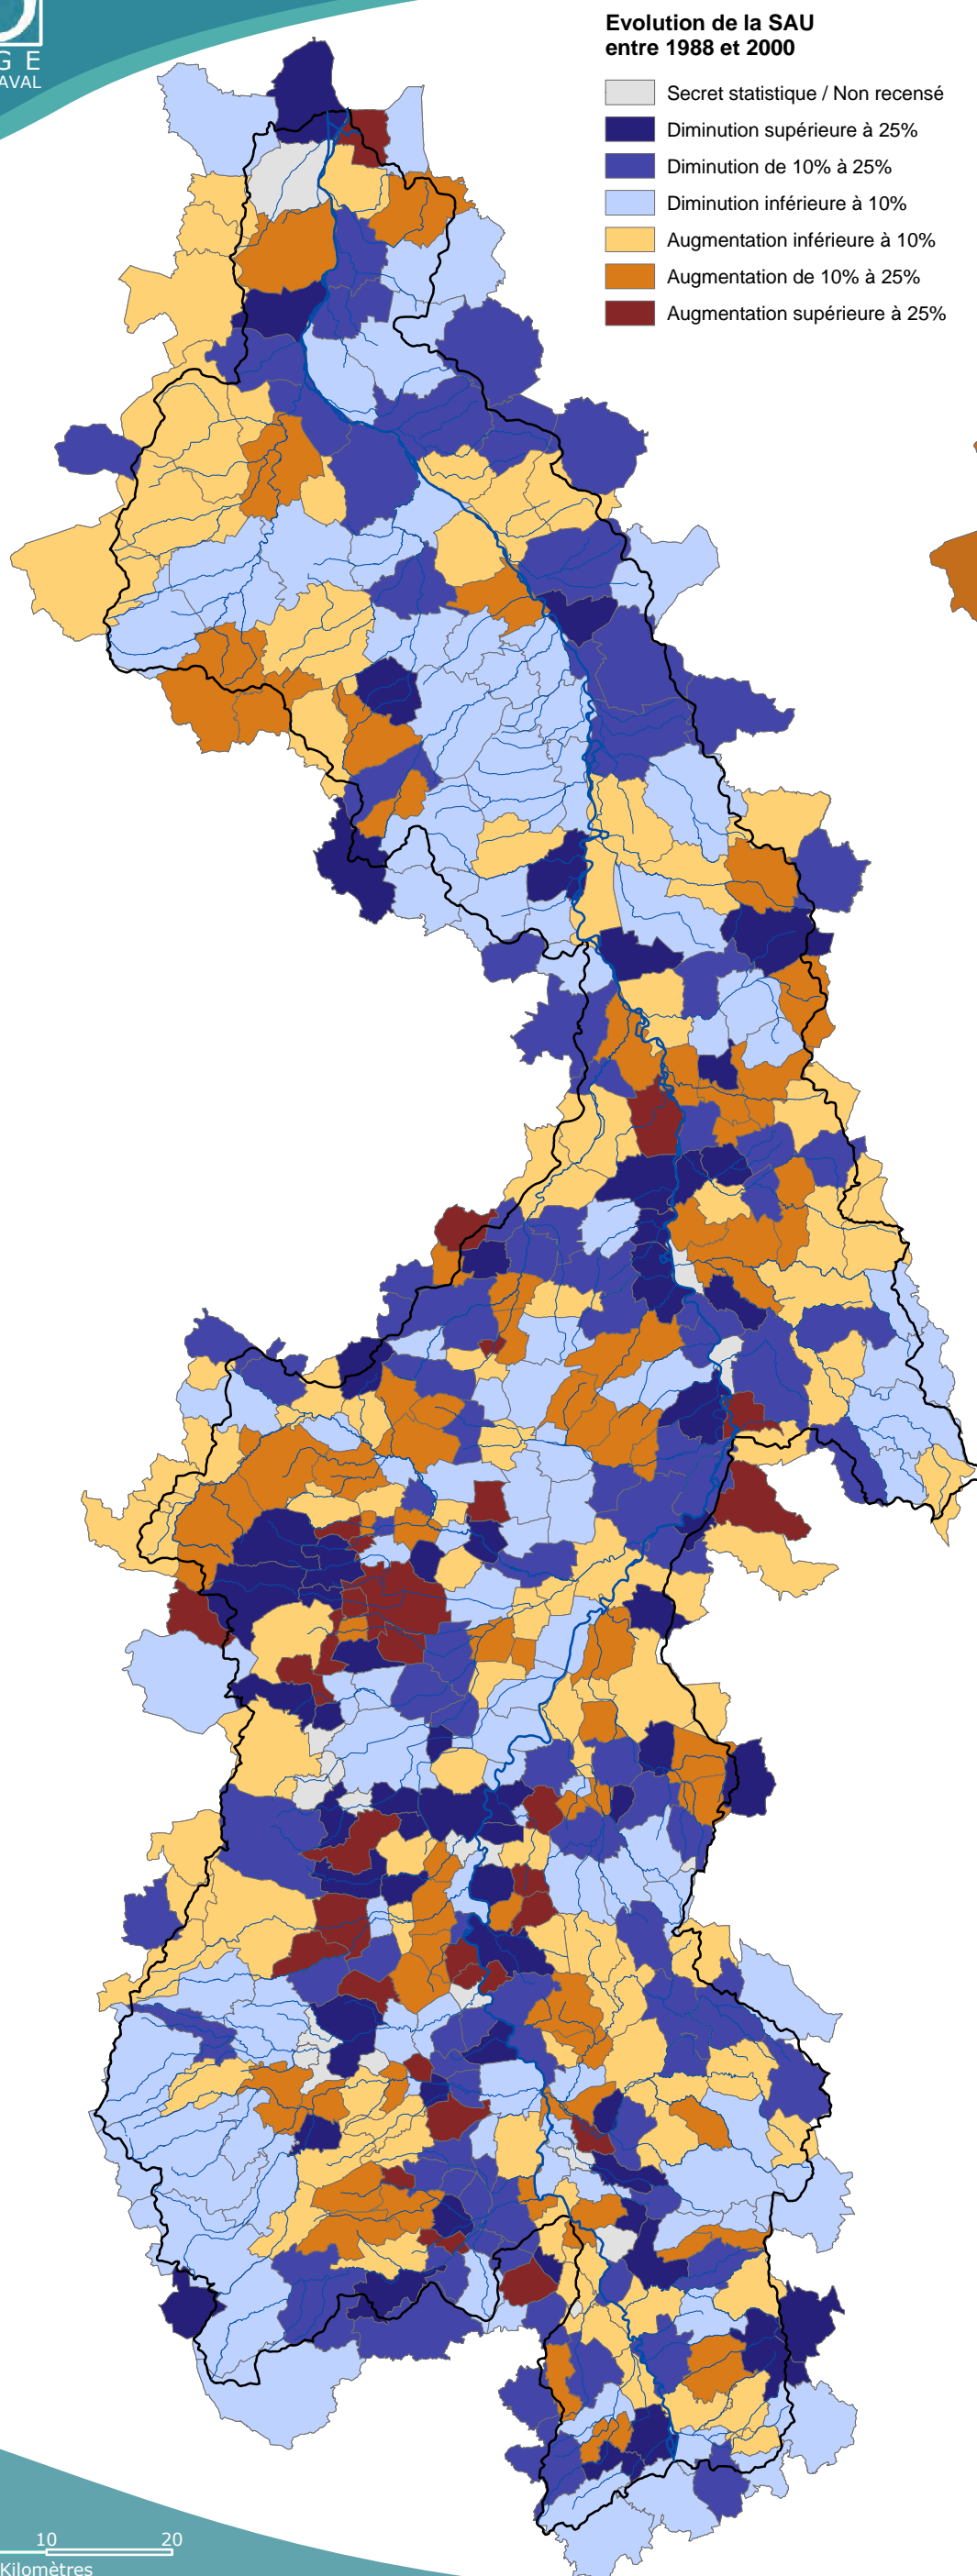 G E
AVAL
Evolution de la SAU
entre 1988 et 2000
Secret statistique / Non recensé
Diminution supérieure à 25%
Diminution de 10% à 25%
Diminution inférieure à 10%
Augmentation inférieure à 10%
Augmentation de 10% à 25%
Augmentation supérieure à 25%
10 20
Kilomètres